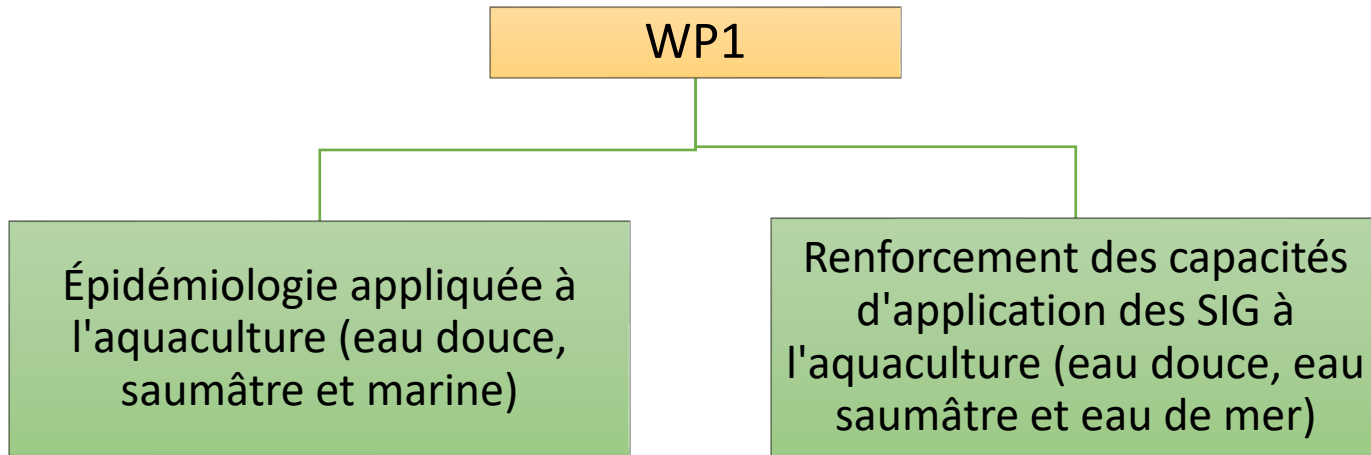 WP1
Épidémiologie appliquée à
l'aquaculture (eau douce,
saumâtre et marine)
Renforcement des capacités
d'application des SIG à
l'aquaculture (eau douce, eau
saumâtre et eau de mer)